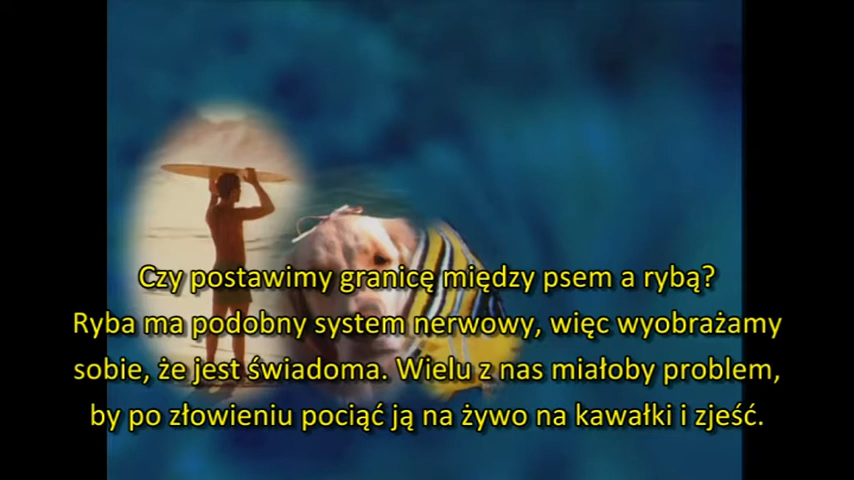 Czy postawimy granicę między psem a rybą?
Ryba ma podobny system nerwowy, więc wyobrażamy
sobie, że jest świadoma. Wielu z nas miałoby problem,
by po złowieniu pociąć ją na żywo na kawałki i zjeść.